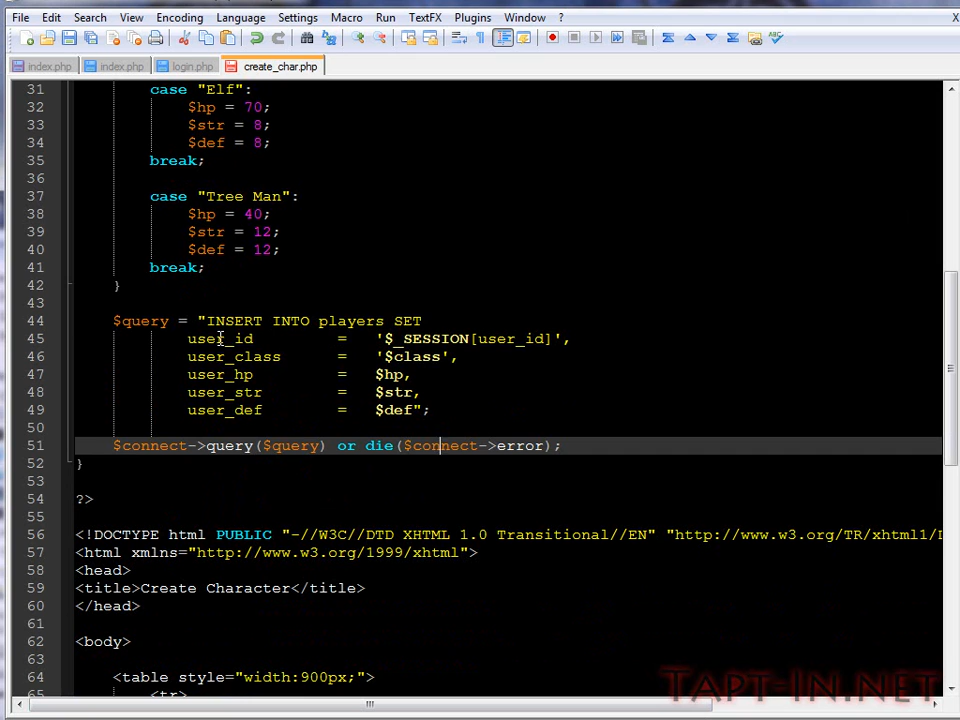 File Edit Search View Encoding Language Settings Macro Run TextFX Plugins Window ? X
index.php index.php login.php create_char.php
31 case "Elf":
32 $hp = 70;
33 $str = 8;
34 $def = 8;
35 break;
36
37 case "Tree Man":
38 $hp = 40;
39 $str = 12;
40 $def = 12;
41 break;
42 }
43
44 $query = "INSERT INTO players SET
45 user_id = '$_SESSION[user_id]',
46 user_class = '$class',
47 user_hp = $hp,
48 user_str = $str,
49 user_def = $def";
50
51 $connect->query($query) or die($connect->error);
52 }
53
54 ?>
55
56 <!DOCTYPE html PUBLIC "-//W3C//DTD XHTML 1.0 Transitional//EN" "http://www.w3.org/TR/xhtml1/D
57 <html xmlns="http://www.w3.org/1999/xhtml">
58 <head>
59 <title>Create Character</title>
60 </head>
61
62 <body>
63
64 <table style="width:900px;">
65 <tr>
Tapt-in.net